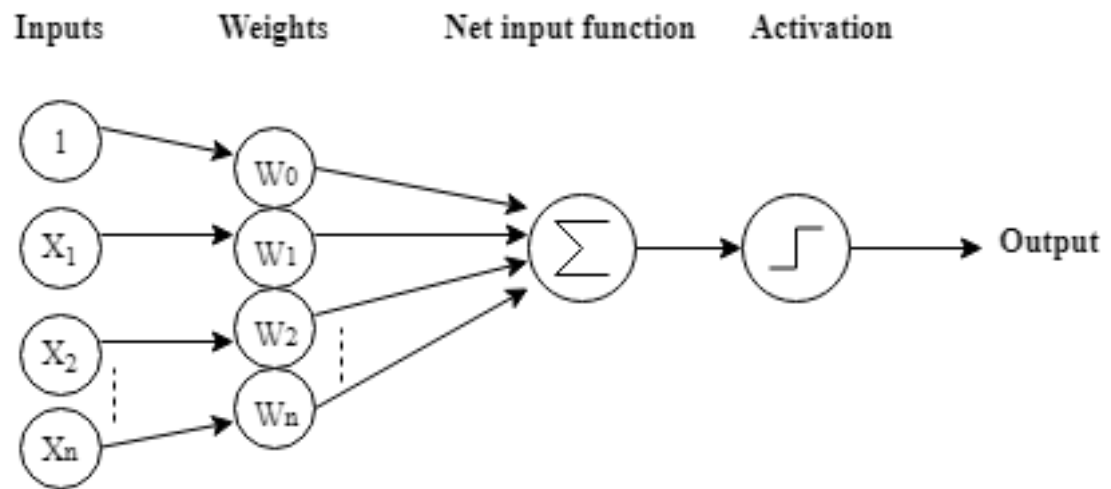 Inputs Weights Net input function Activation
1
W0
X1 W1 Output
X2 W2
Xn Wn